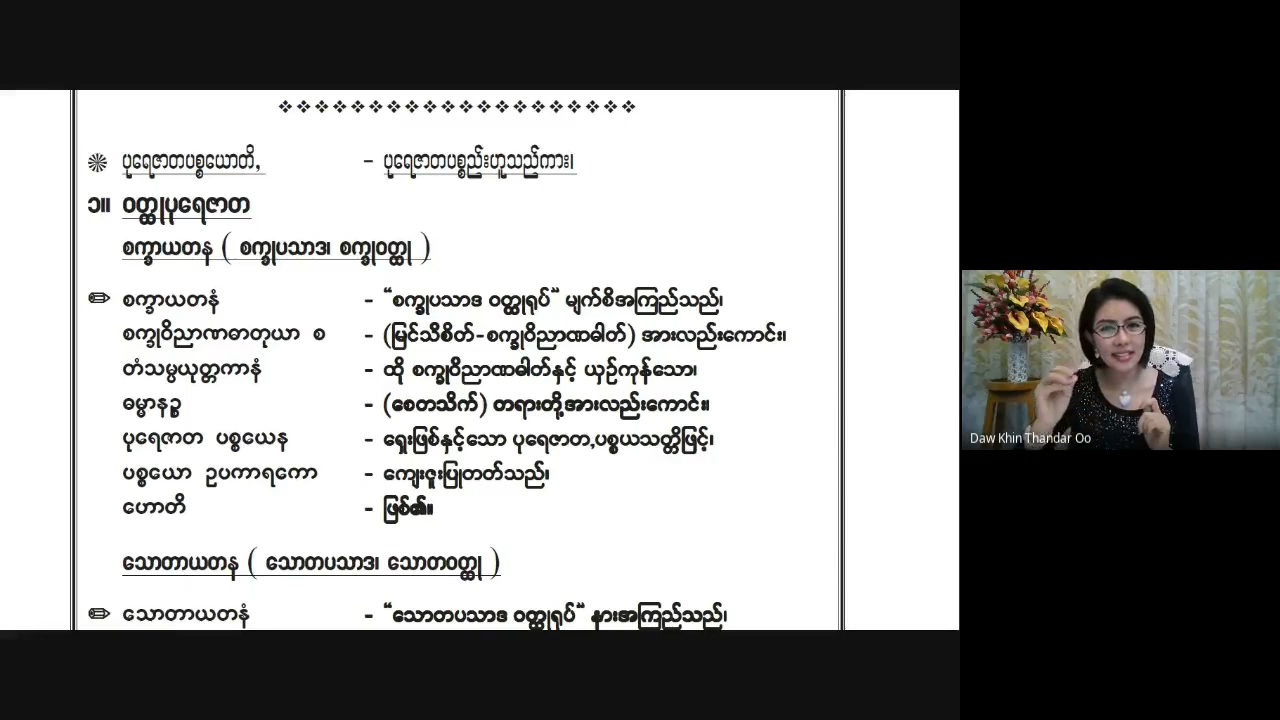 ပုရေဇာတပစ္စယောတိ, – ပုရေဇာတပစ္စည်းဟူသည်ကား၊
၁။ ဝတ္ထုပုရေဇာတ
စက္ခာယတန ( စက္ခုပသာဒ၊ စက္ခုဝတ္ထု )
စက္ခာယတနံ – “စက္ခုပသာဒ ဝတ္ထုရုပ်“ မျက်စိအကြည်သည်၊
စက္ခုဝိညာဏဓာတုယာ စ – (မြင်သိစိတ်-စက္ခုဝိညာဏဓါတ်) အားလည်းကောင်း။
တံသမ္ပယုတ္တကာနံ – ထို စက္ခုဝိညာဏဓါတ်နှင့် ယှဉ်ကုန်သော၊
ဓမ္မာနဉ္စ – (စေတသိက်) တရားတို့အားလည်းကောင်း။
ပုရေဇာတ ပစ္စယေန – ရှေးဖြစ်နှင့်သော ပုရေဇာတ,ပစ္စယသတ္တိဖြင့်၊
ပစ္စယော ဥပကာရကော – ကျေးဇူးပြုတတ်သည်၊
ဟောတိ – ဖြစ်၏။
သောတာယတန ( သောတပသာဒ၊ သောတဝတ္ထု )
သောတာယတနံ – “သောတပသာဒ ဝတ္ထုရုပ်“ နားအကြည်သည်၊
Daw Khin Thandar Oo